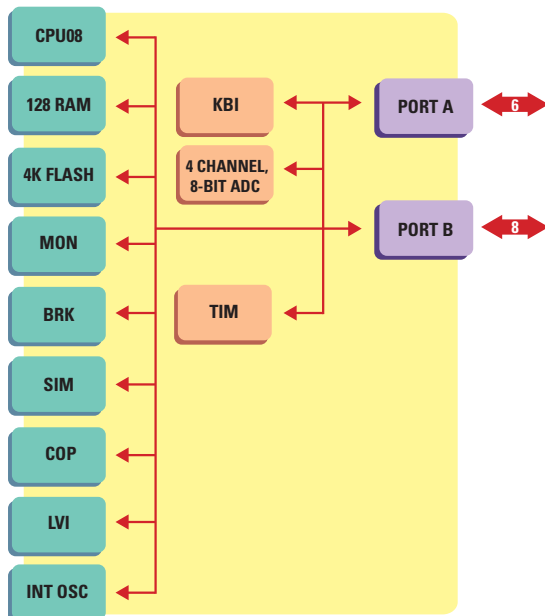 CPU08
128 RAM
4K FLASH
MON
BRK
SIM
COP
LVI
INT OSC
KBI
4 CHANNEL,
8-BIT ADC
TIM
PORT A
6
PORT B
8